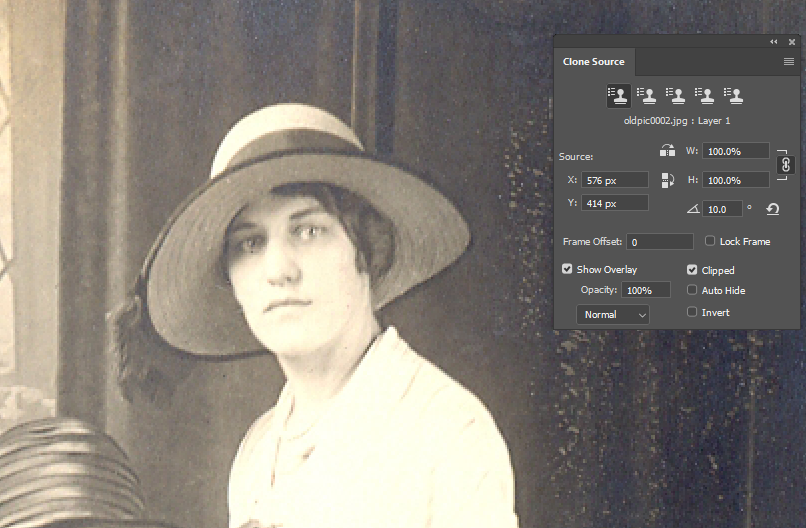 Clone Source
oldpic0002.jpg : Layer 1
Source:
W: 100.0%
X: 576 px
H: 100.0%
Y: 414 px
10.0 °
Frame Offset: 0
Lock Frame
Show Overlay
Clipped
Opacity: 100%
Auto Hide
Normal
Invert